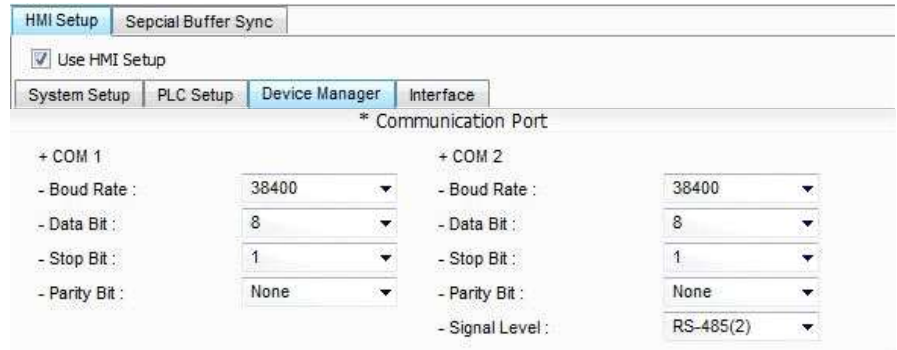 HMI Setup Sepcial Buffer Sync
Use HMI Setup
System Setup PLC Setup Device Manager Interface
* Communication Port
+ COM 1 + COM 2
- Boud Rate : 38400 - Boud Rate : 38400
- Data Bit : 8 - Data Bit : 8
- Stop Bit : 1 - Stop Bit : 1
- Parity Bit : None - Parity Bit : None
- Signal Level : RS-485(2)